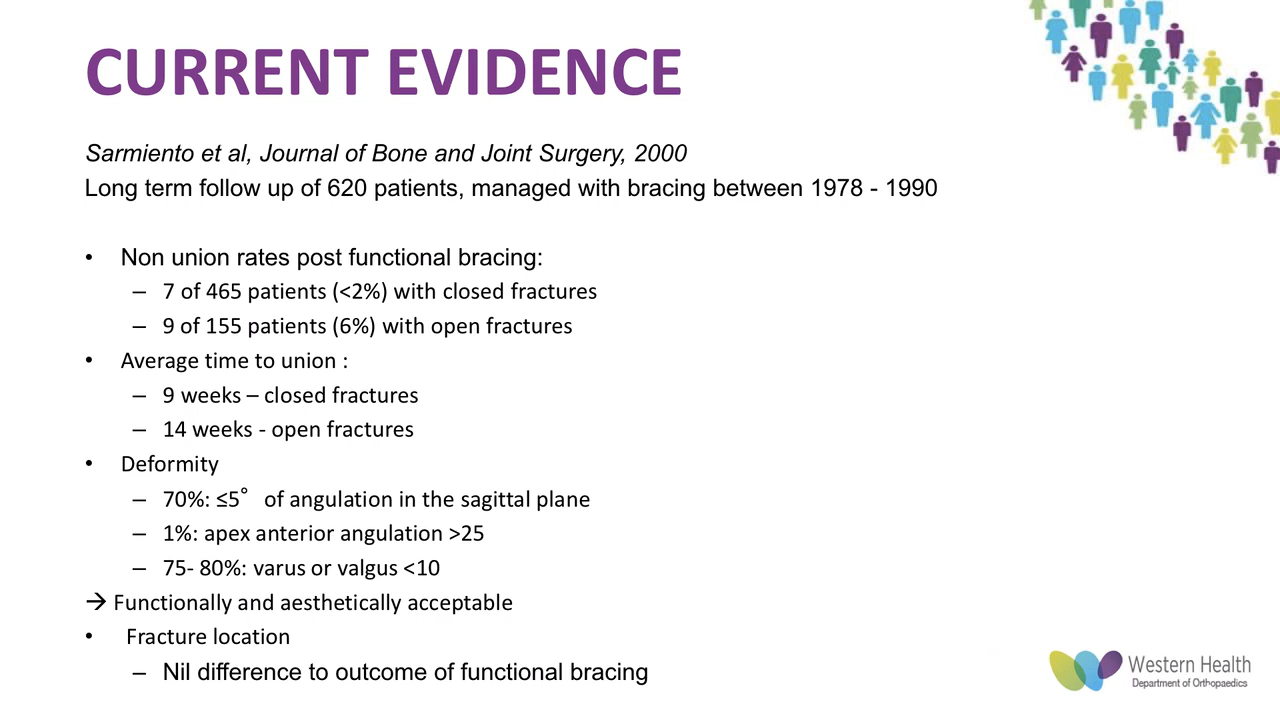 CURRENT EVIDENCE
Sarmiento et al, Journal of Bone and Joint Surgery, 2000
Long term follow up of 620 patients, managed with bracing between 1978 - 1990
• Non union rates post functional bracing:
– 7 of 465 patients (<2%) with closed fractures
– 9 of 155 patients (6%) with open fractures
• Average time to union :
– 9 weeks – closed fractures
– 14 weeks - open fractures
• Deformity
– 70%: ≤5° of angulation in the sagittal plane
– 1%: apex anterior angulation >25
– 75- 80%: varus or valgus <10
→ Functionally and aesthetically acceptable
• Fracture location
– Nil difference to outcome of functional bracing
Western Health
Department of Orthopaedics